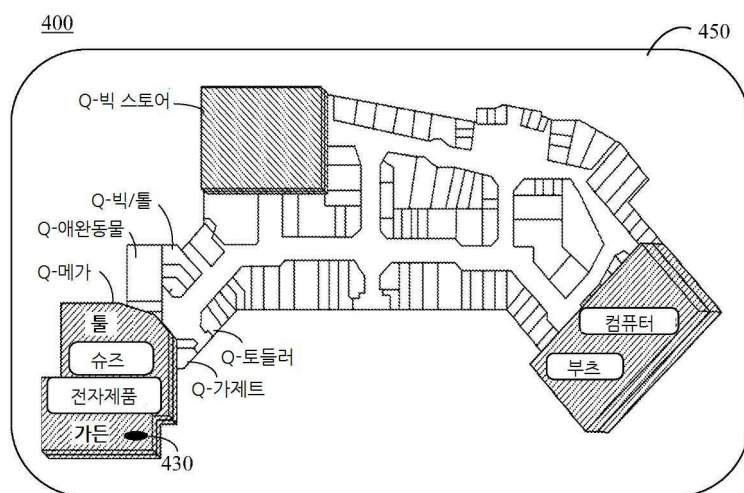 400
450
Q-빅 스토어
Q-빅/툴
Q-애완동물
Q-메가
툴
슈즈
전자제품
가든
430
Q-토들러
Q-가제트
컴퓨터
부츠